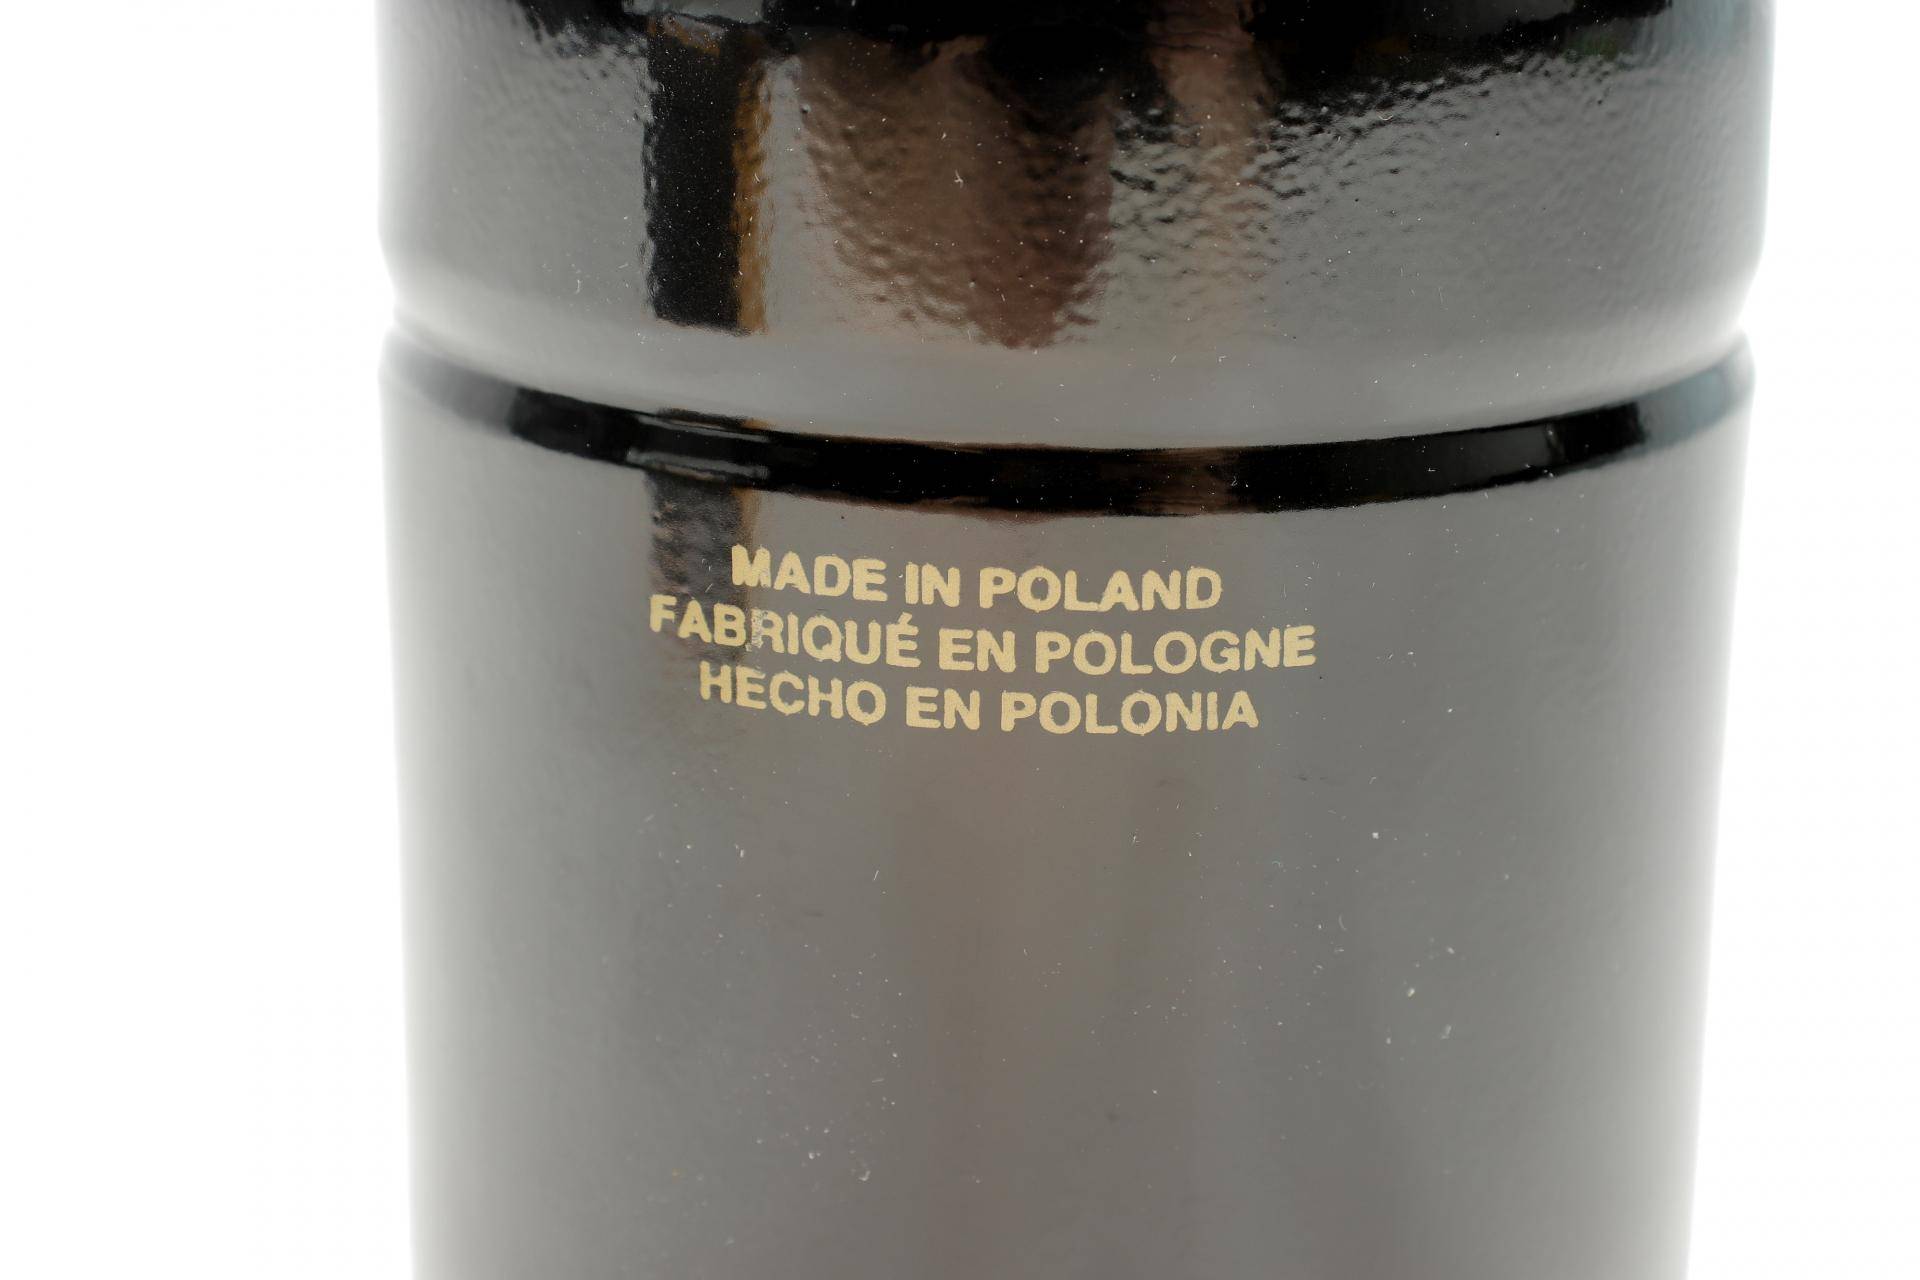 MADE IN POLAND
FABRIQUÉ EN POLOGNE
HECHO EN POLONIA